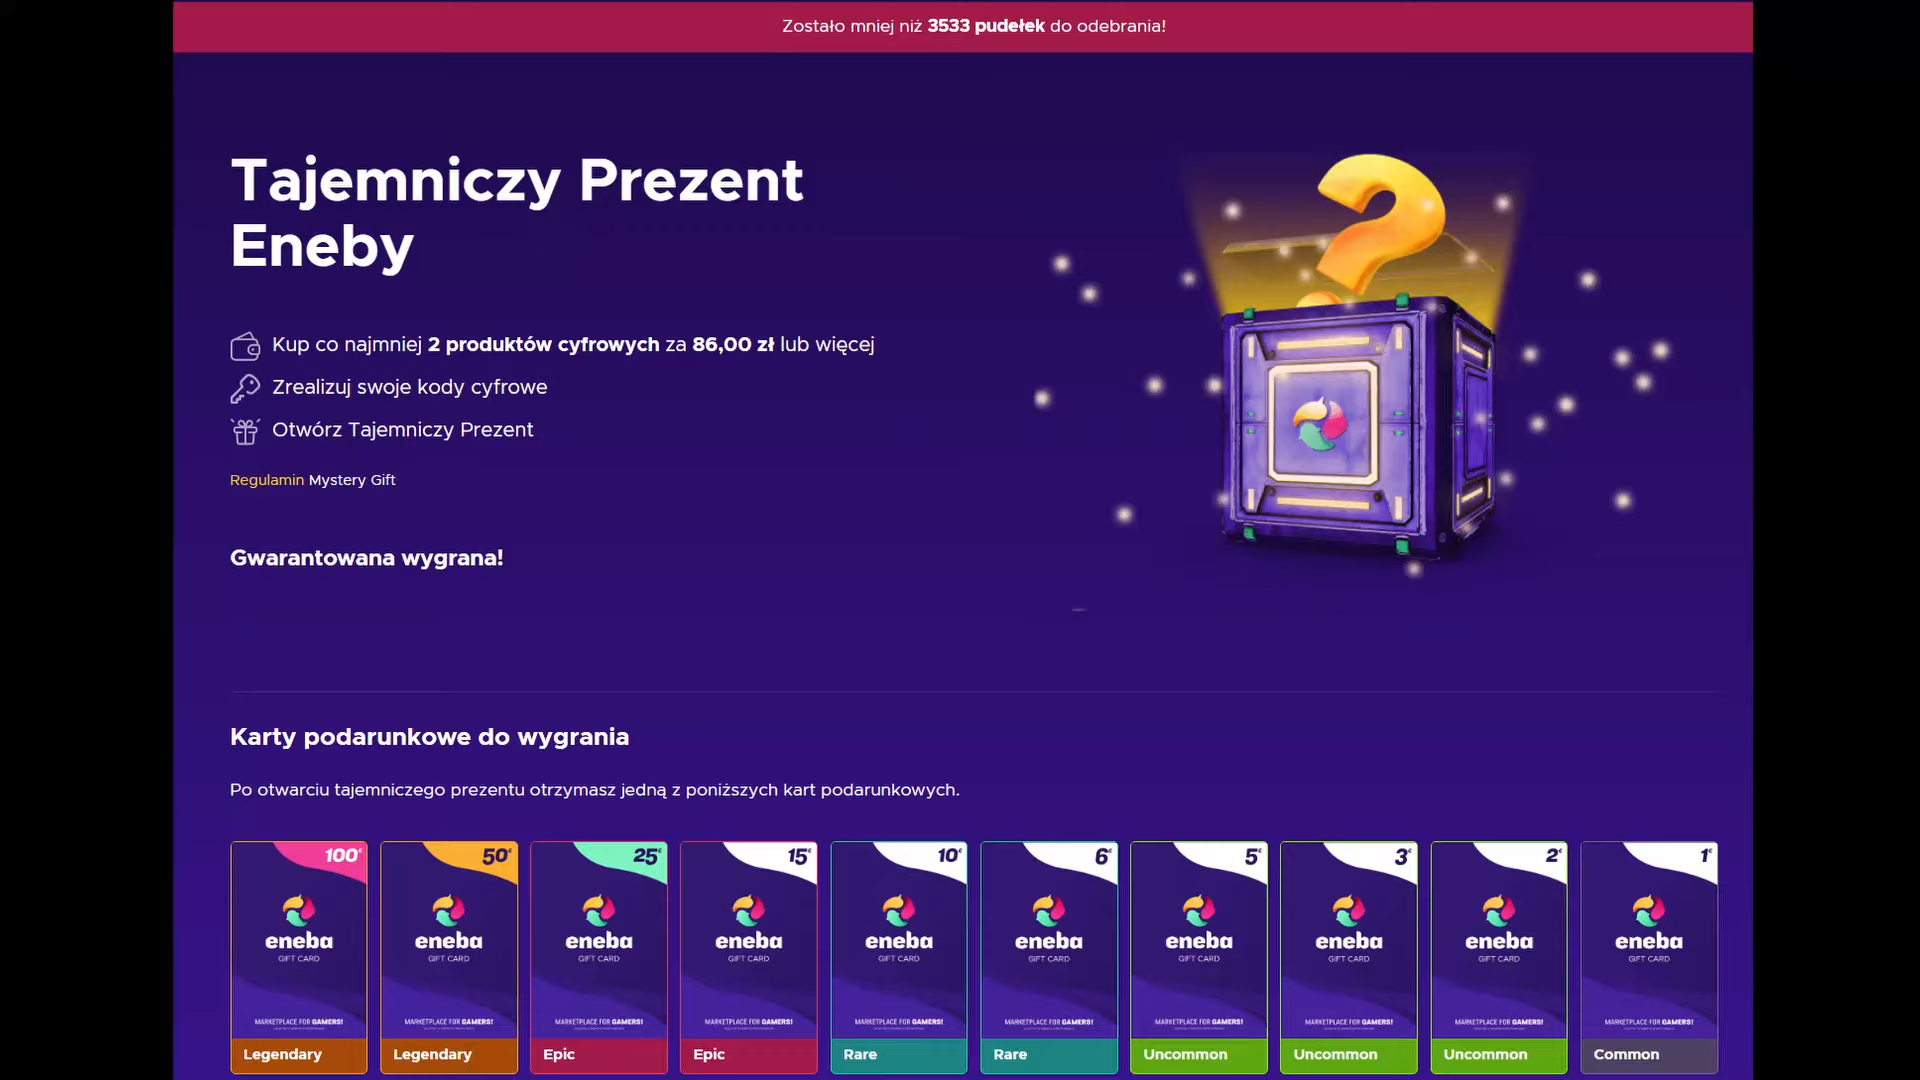 Zostało mniej niż 3533 pudełek do odebrania!
Tajemniczy Prezent
Eneby
Kup co najmniej 2 produktów cyfrowych za 86,00 zł lub więcej
Zrealizuj swoje kody cyfrowe
Otwórz Tajemniczy Prezent
Regulamin Mystery Gift
Gwarantowana wygrana!
Karty podarunkowe do wygrania
Po otwarciu tajemniczego prezentu otrzymasz jedną z poniższych kart podarunkowych.
100€ 50€ 25€ 15€ 10€ 6€ 5€ 3€ 2€ 1€
eneba eneba eneba eneba eneba eneba eneba eneba eneba eneba
GIFT CARD GIFT CARD GIFT CARD GIFT CARD GIFT CARD GIFT CARD GIFT CARD GIFT CARD GIFT CARD GIFT CARD
MARKETPLACE FOR GAMERS! MARKETPLACE FOR GAMERS! MARKETPLACE FOR GAMERS! MARKETPLACE FOR GAMERS! MARKETPLACE FOR GAMERS! MARKETPLACE FOR GAMERS! MARKETPLACE FOR GAMERS! MARKETPLACE FOR GAMERS! MARKETPLACE FOR GAMERS! MARKETPLACE FOR GAMERS!
Legendary Legendary Epic Epic Rare Rare Uncommon Uncommon Uncommon Common